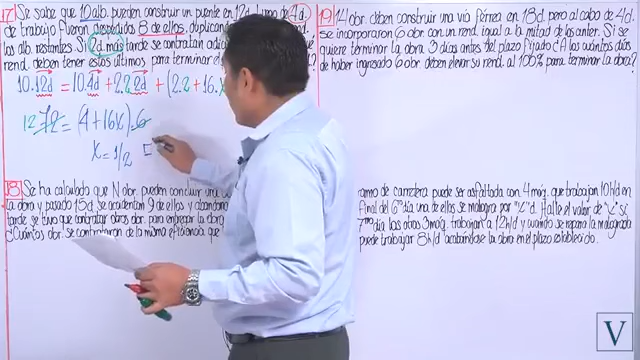 17 Se sabe que 10 alb. pueden construir un puente en 12d. Luego de 4d
de trabajo fueron despedidos 8 de ellos, duplicando
los alb. restantes. Si 2d más tarde se contratan
rend. deben tener estos últimos para terminar el
10.12d = 10.4d + 2.2.2d + (2.2 + 16.x
12 72 = (4 + 16x).6
x = 1/2
18 Se ha calculado que N obr. pueden concluir una
la obra y pasado 15d, se accidentan 9 de ellos y
tarde se tuvo que contratar otros obr. para entregar la obra
¿Cuántos obr. se contrataron de la misma eficiencia que
19 14 obr. deben construir una vía férrea en 18d, pero al cabo de 4d
se incorporaron 6 obr. con un rend. igual a la mitad de los anter. Si se
quiere terminar la obra 3 días antes del plazo fijado ¿A los cuántos días
de haber ingresado 6 obr. deben elevar su rend. al 100% para terminar la obra?
tramo de carretera puede ser asfaltada con 4 maq. que trabajan 10 h/d en
final del 6° día una de ellas se malogra por "x" d. Halle el valor de "x" si
7mo día las otras 3 maq. trabajan a 12 h/d y cuando se repara la malograda
puede trabajar 8 h/d acabándose la obra en el plazo establecido.
V